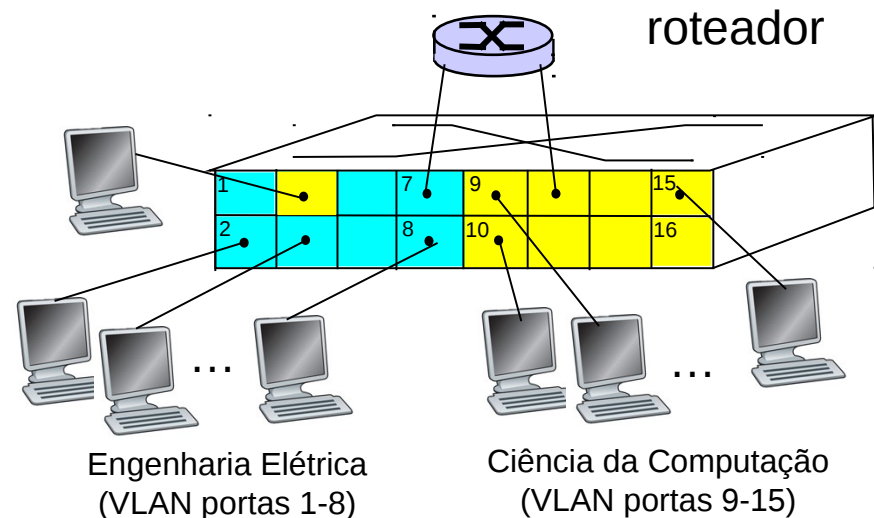 roteador
1 7 9 15
2 8 10 16
... ...
Engenharia Elétrica
(VLAN portas 1-8)
Ciência da Computação
(VLAN portas 9-15)